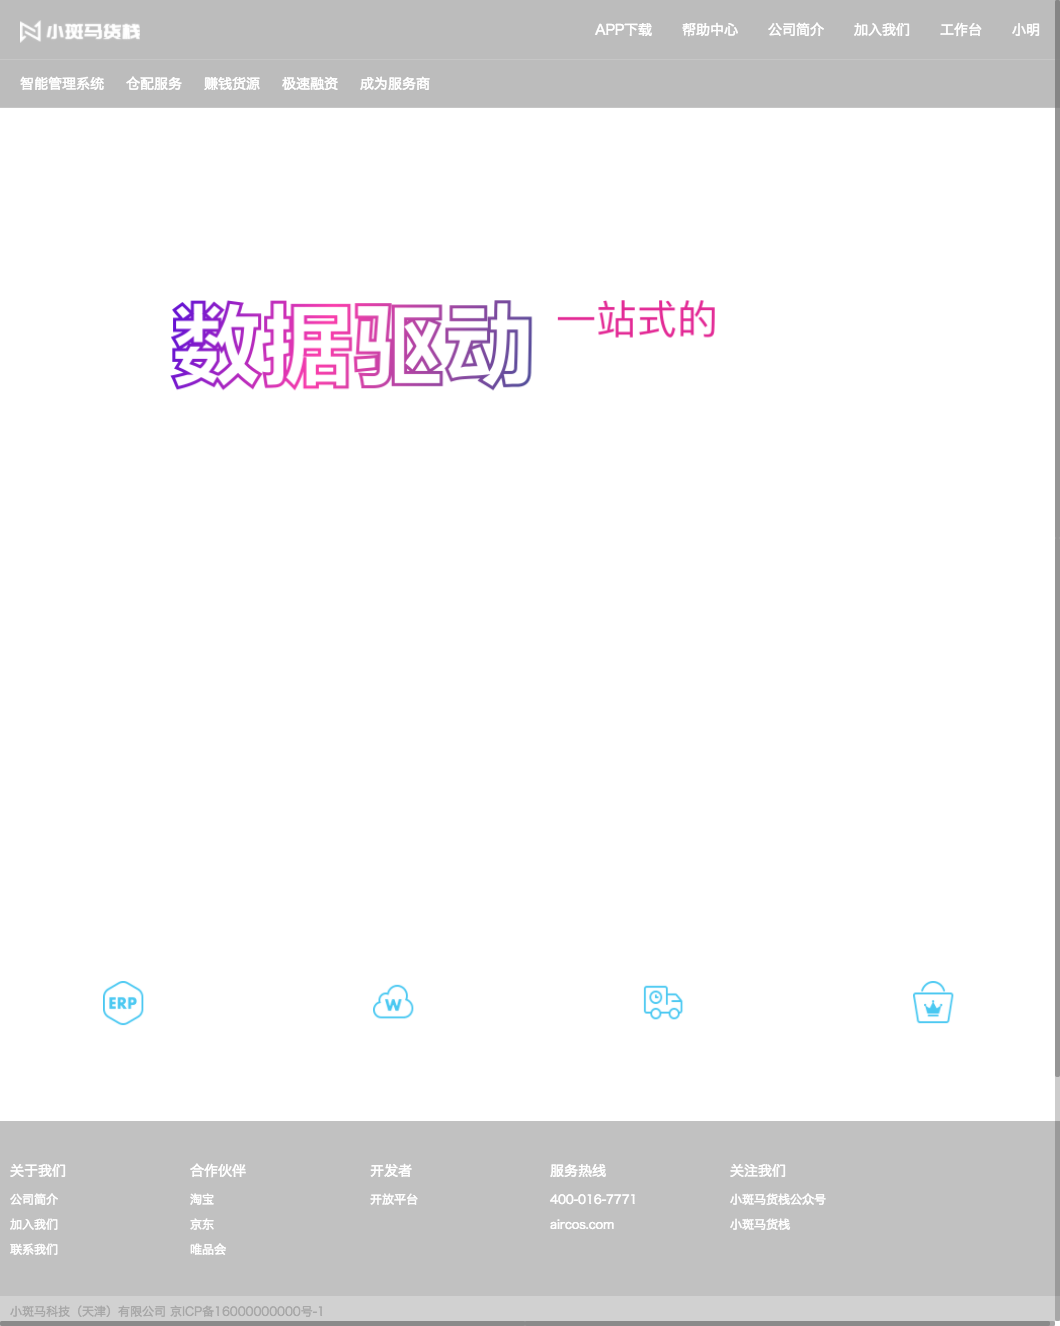 小斑马货栈
APP下载 帮助中心 公司简介 加入我们 工作台 小明
智能管理系统 仓配服务 赚钱货源 极速融资 成为服务商
数据驱动 一站式的
ERP
W
关于我们 合作伙伴 开发者 服务热线 关注我们
公司简介 淘宝 开放平台 400-016-7771 小斑马货栈公众号
加入我们 京东 aircos.com 小斑马货栈
联系我们 唯品会
小斑马科技（天津）有限公司 京ICP备16000000000号-1